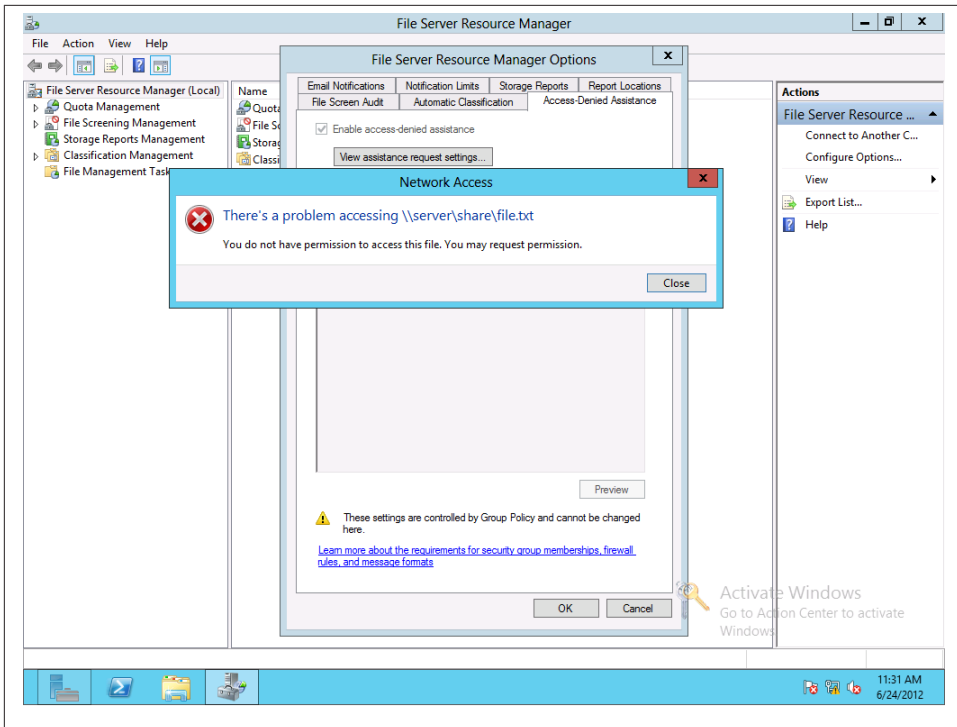 File Server Resource Manager
File Action View Help
File Server Resource Manager (Local)
Quota Management
File Screening Management
Storage Reports Management
Classification Management
File Management Task
Name
Quota
File Sc
Storag
Classi
File Server Resource Manager Options
Email Notifications Notification Limits Storage Reports Report Locations
File Screen Audit Automatic Classification Access-Denied Assistance
Enable access-denied assistance
View assistance request settings...
Network Access
There's a problem accessing \\server\share\file.txt
You do not have permission to access this file. You may request permission.
Close
Preview
These settings are controlled by Group Policy and cannot be changed
here.
Learn more about the requirements for security group memberships, firewall
rules, and message formats
OK Cancel
Actions
File Server Resource ...
Connect to Another C...
Configure Options...
View
Export List...
Help
Activate Windows
Go to Action Center to activate
Windows.
11:31 AM
6/24/2012